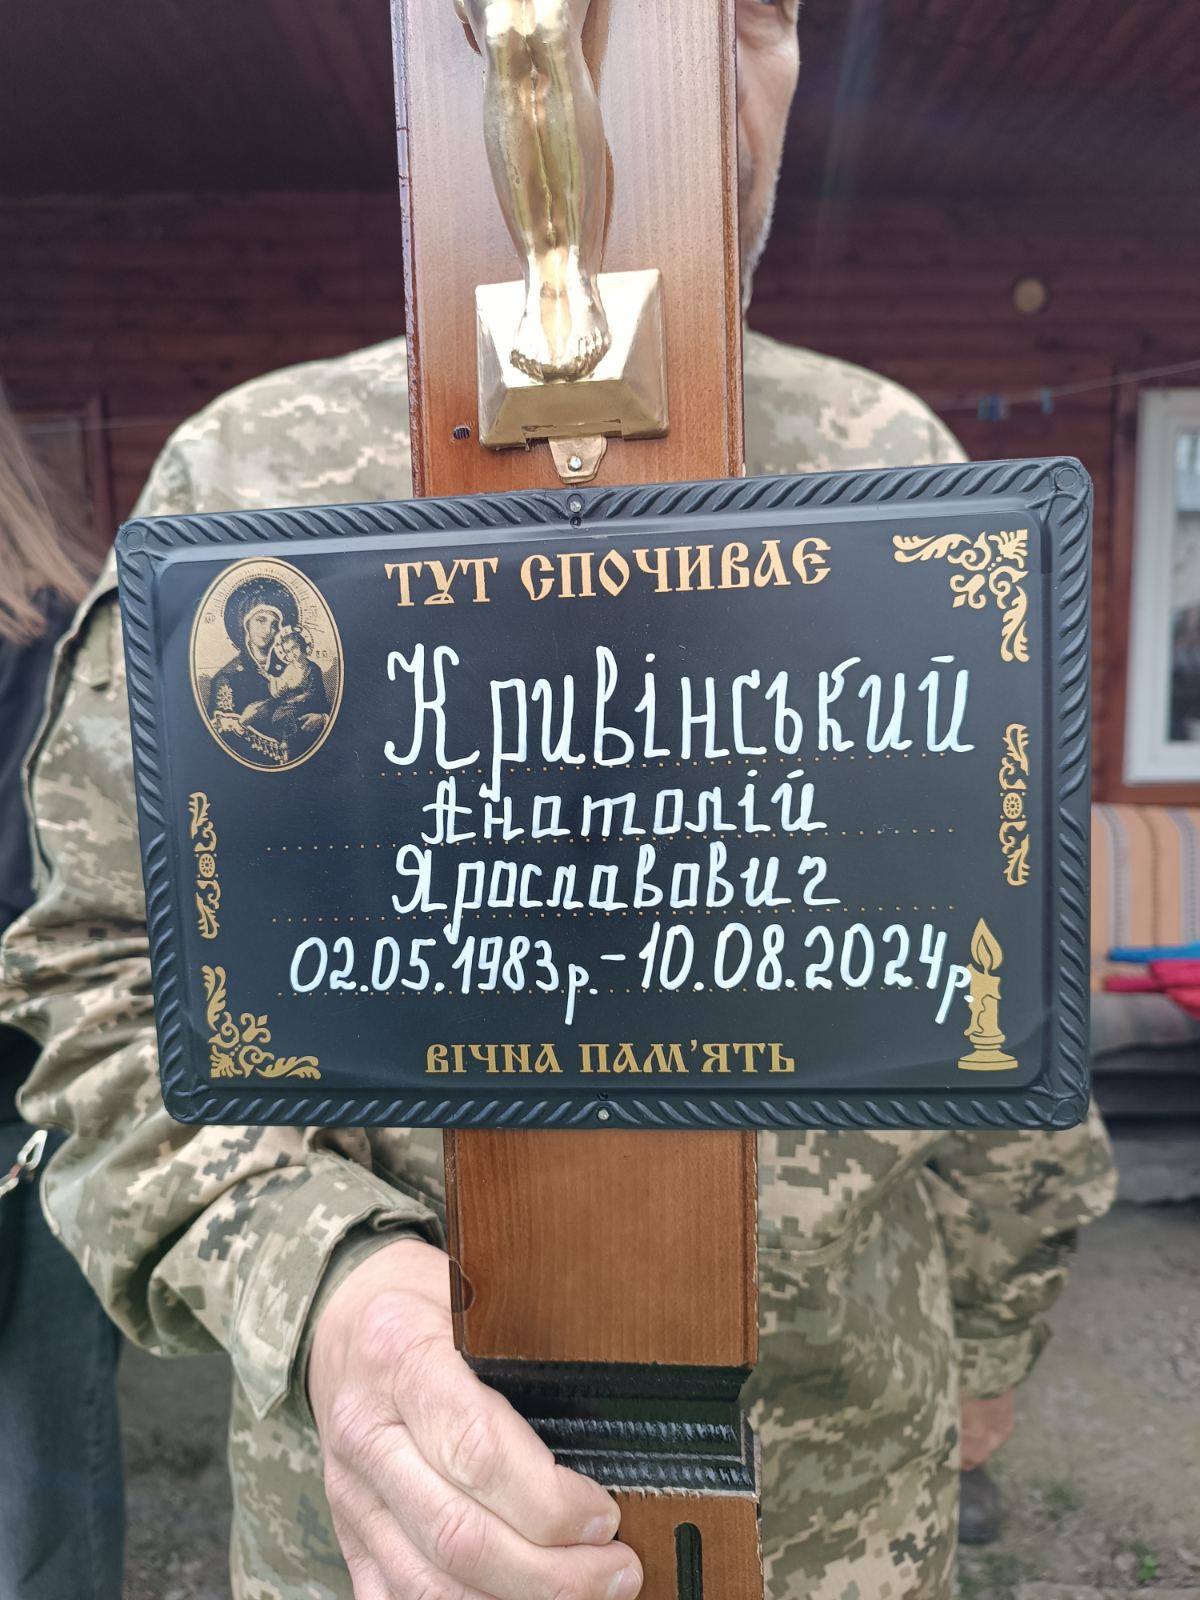 ТУТ СПОЧИВАЄ
Кривінський
Анатолій
Ярославович
02.05.1983р.-10.08.2024р.
ВІЧНА ПАМ'ЯТЬ